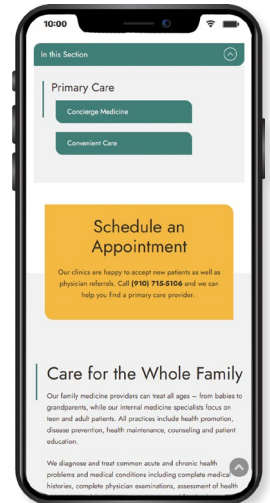 10:00
In this Section
Primary Care
Concierge Medicine
Convenient Care
Schedule an
Appointment
Our clinics are happy to accept new patients as well as
physician referrals. Call (910) 715-5106 and we can
help you find a primary care provider.
Care for the Whole Family
Our family medicine providers can treat all ages – from babies to
grandparents, while our internal medicine specialists focus on
teen and adult patients. All practices include health promotion,
disease prevention, health maintenance, counseling and patient
education.
We diagnose and treat common acute and chronic health
problems and medical conditions including complete medical
histories, complete physician examinations, assessment of health